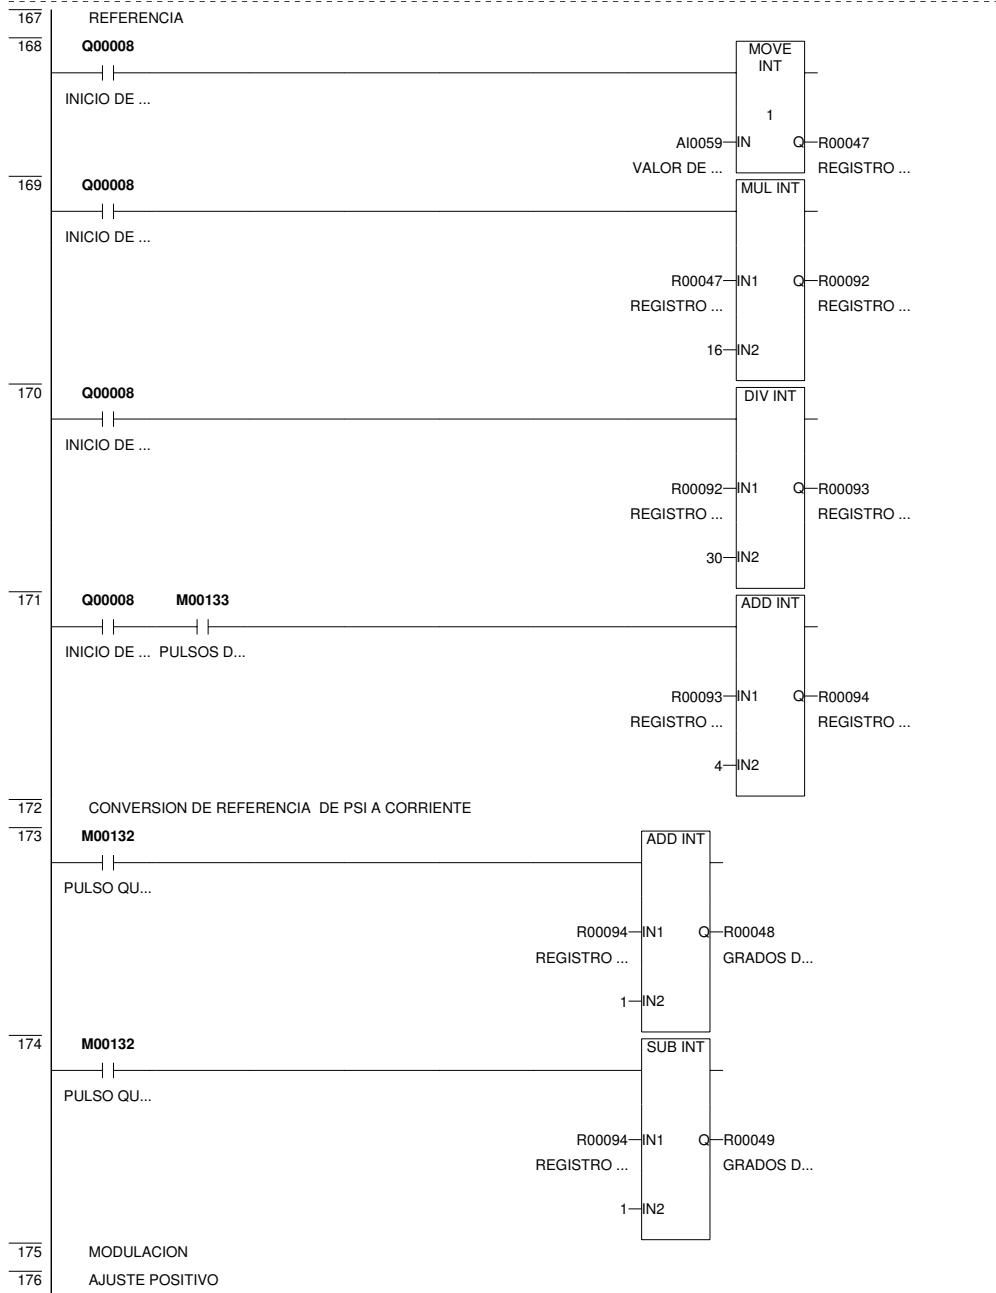 167 REFERENCIA
168 Q00008 MOVE
INT
INICIO DE ...
1
AI0059 IN Q R00047
VALOR DE ... REGISTRO ...
169 Q00008 MUL INT
INICIO DE ...
R00047 IN1 Q R00092
REGISTRO ... REGISTRO ...
16 IN2
170 Q00008 DIV INT
INICIO DE ...
R00092 IN1 Q R00093
REGISTRO ... REGISTRO ...
30 IN2
171 Q00008 M00133 ADD INT
INICIO DE ... PULSOS D...
R00093 IN1 Q R00094
REGISTRO ... REGISTRO ...
4 IN2
172 CONVERSION DE REFERENCIA DE PSI A CORRIENTE
173 M00132 ADD INT
PULSO QU...
R00094 IN1 Q R00048
REGISTRO ... GRADOS D...
1 IN2
174 M00132 SUB INT
PULSO QU...
R00094 IN1 Q R00049
REGISTRO ... GRADOS D...
1 IN2
175 MODULACION
176 AJUSTE POSITIVO